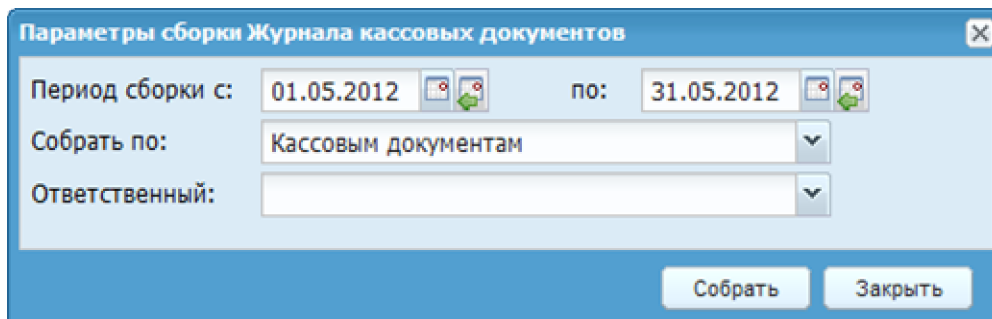 Параметры сборки Журнала кассовых документов
Период сборки с: 01.05.2012 по: 31.05.2012
Собрать по: Кассовым документам
Ответственный:
Собрать Закрыть